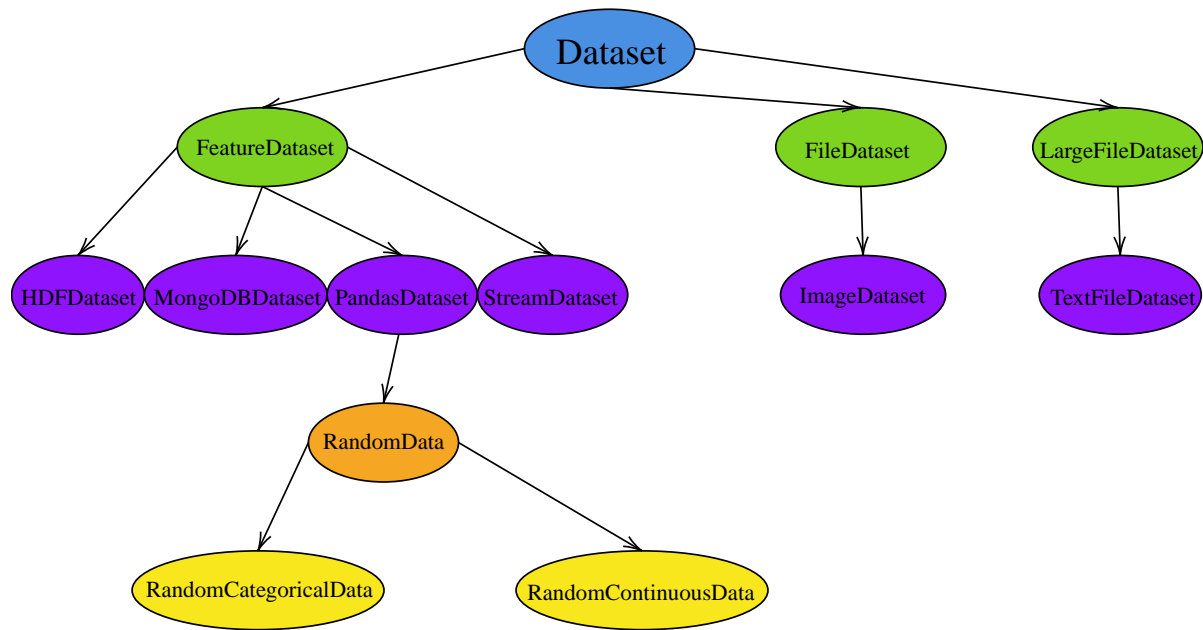 Dataset
FeatureDataset
FileDataset
LargeFileDataset
HDFDataset
MongoDBDataset
PandasDataset
StreamDataset
ImageDataset
TextFileDataset
RandomData
RandomCategoricalData
RandomContinuousData